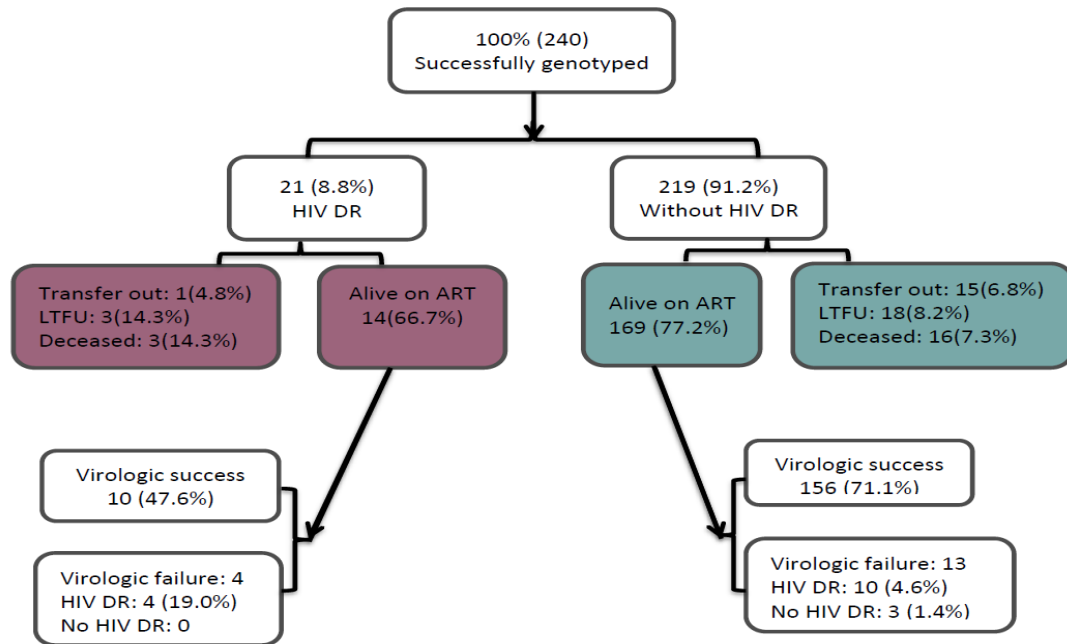 100% (240)
Successfully genotyped
21 (8.8%)
HIV DR
219 (91.2%)
Without HIV DR
Transfer out: 1(4.8%)
LTFU: 3(14.3%)
Deceased: 3(14.3%)
Alive on ART
14(66.7%)
Alive on ART
169 (77.2%)
Transfer out: 15(6.8%)
LTFU: 18(8.2%)
Deceased: 16(7.3%)
Virologic success
10 (47.6%)
Virologic success
156 (71.1%)
Virologic failure: 4
HIV DR: 4 (19.0%)
No HIV DR: 0
Virologic failure: 13
HIV DR: 10 (4.6%)
No HIV DR: 3 (1.4%)